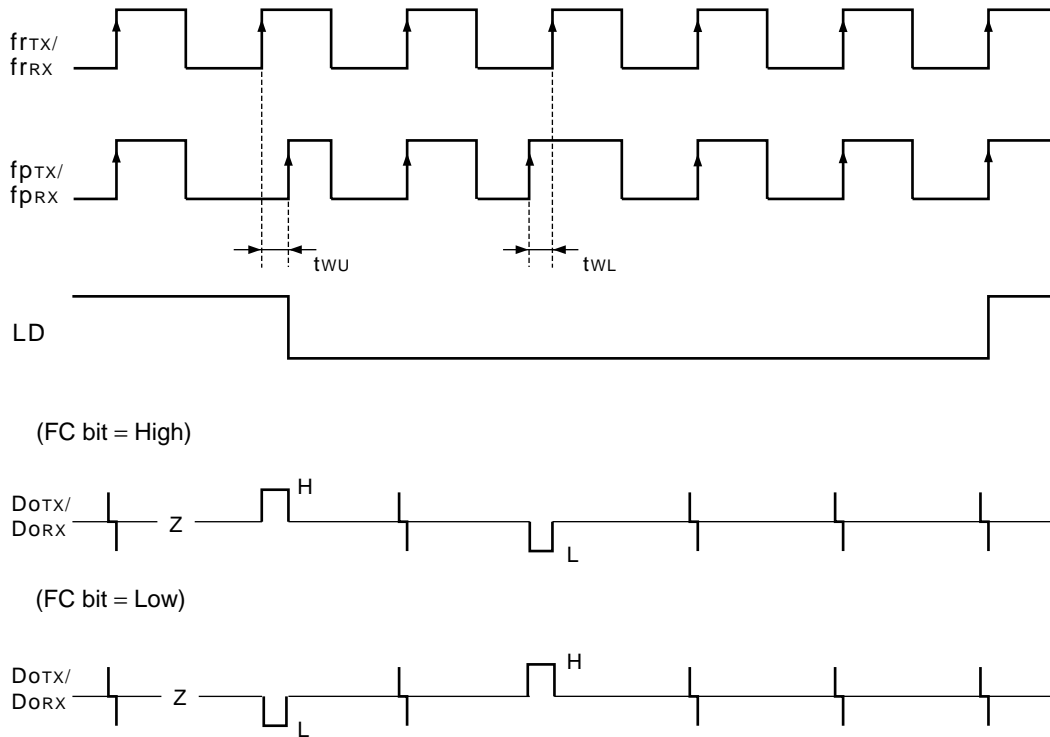 frTX/
frRX
fpTX/
fpRX
tWU
tWL
LD
(FC bit = High)
DoTX/
DoRX
Z
H
L
(FC bit = Low)
DoTX/
DoRX
Z
L
H